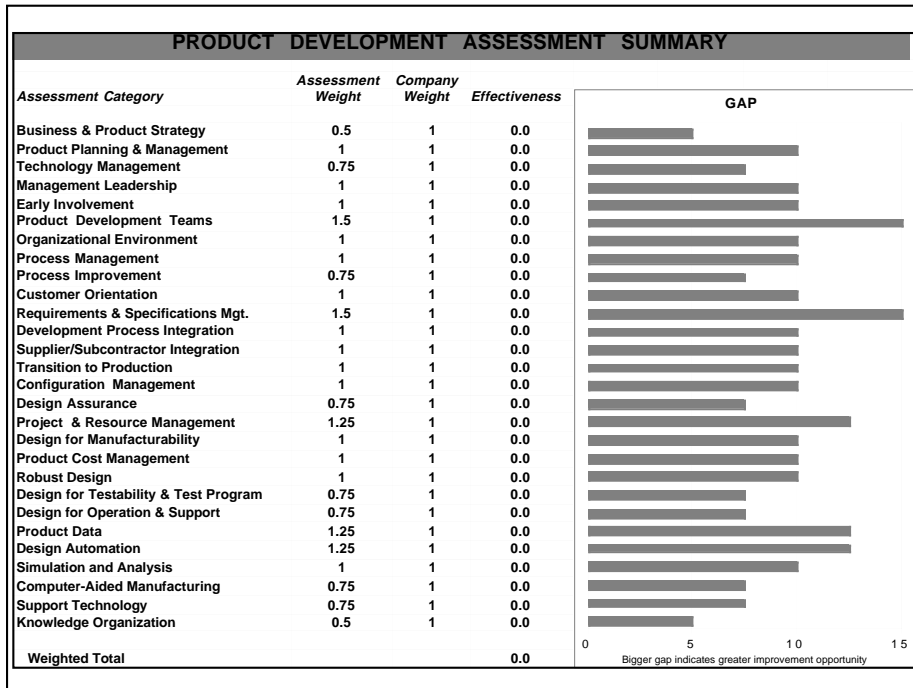 PRODUCT DEVELOPMENT ASSESSMENT SUMMARY
Assessment Company
Assessment Category Weight Weight Effectiveness
GAP
Business & Product Strategy 0.5 1 0.0
Product Planning & Management 1 1 0.0
Technology Management 0.75 1 0.0
Management Leadership 1 1 0.0
Early Involvement 1 1 0.0
Product Development Teams 1.5 1 0.0
Organizational Environment 1 1 0.0
Process Management 1 1 0.0
Process Improvement 0.75 1 0.0
Customer Orientation 1 1 0.0
Requirements & Specifications Mgt. 1.5 1 0.0
Development Process Integration 1 1 0.0
Supplier/Subcontractor Integration 1 1 0.0
Transition to Production 1 1 0.0
Configuration Management 1 1 0.0
Design Assurance 0.75 1 0.0
Project & Resource Management 1.25 1 0.0
Design for Manufacturability 1 1 0.0
Product Cost Management 1 1 0.0
Robust Design 1 1 0.0
Design for Testability & Test Program 0.75 1 0.0
Design for Operation & Support 0.75 1 0.0
Product Data 1.25 1 0.0
Design Automation 1.25 1 0.0
Simulation and Analysis 1 1 0.0
Computer-Aided Manufacturing 0.75 1 0.0
Support Technology 0.75 1 0.0
Knowledge Organization 0.5 1 0.0
0 5 10 15
Weighted Total 0.0
Bigger gap indicates greater improvement opportunity